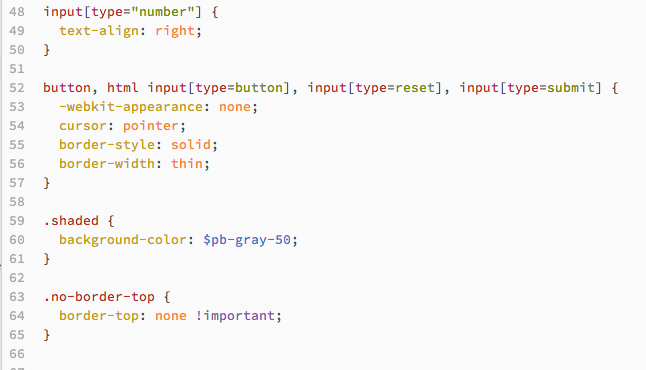 48 input[type="number"] {
49   text-align: right;
50 }
51
52 button, html input[type=button], input[type=reset], input[type=submit] {
53   -webkit-appearance: none;
54   cursor: pointer;
55   border-style: solid;
56   border-width: thin;
57 }
58
59 .shaded {
60   background-color: $pb-gray-50;
61 }
62
63 .no-border-top {
64   border-top: none !important;
65 }
66